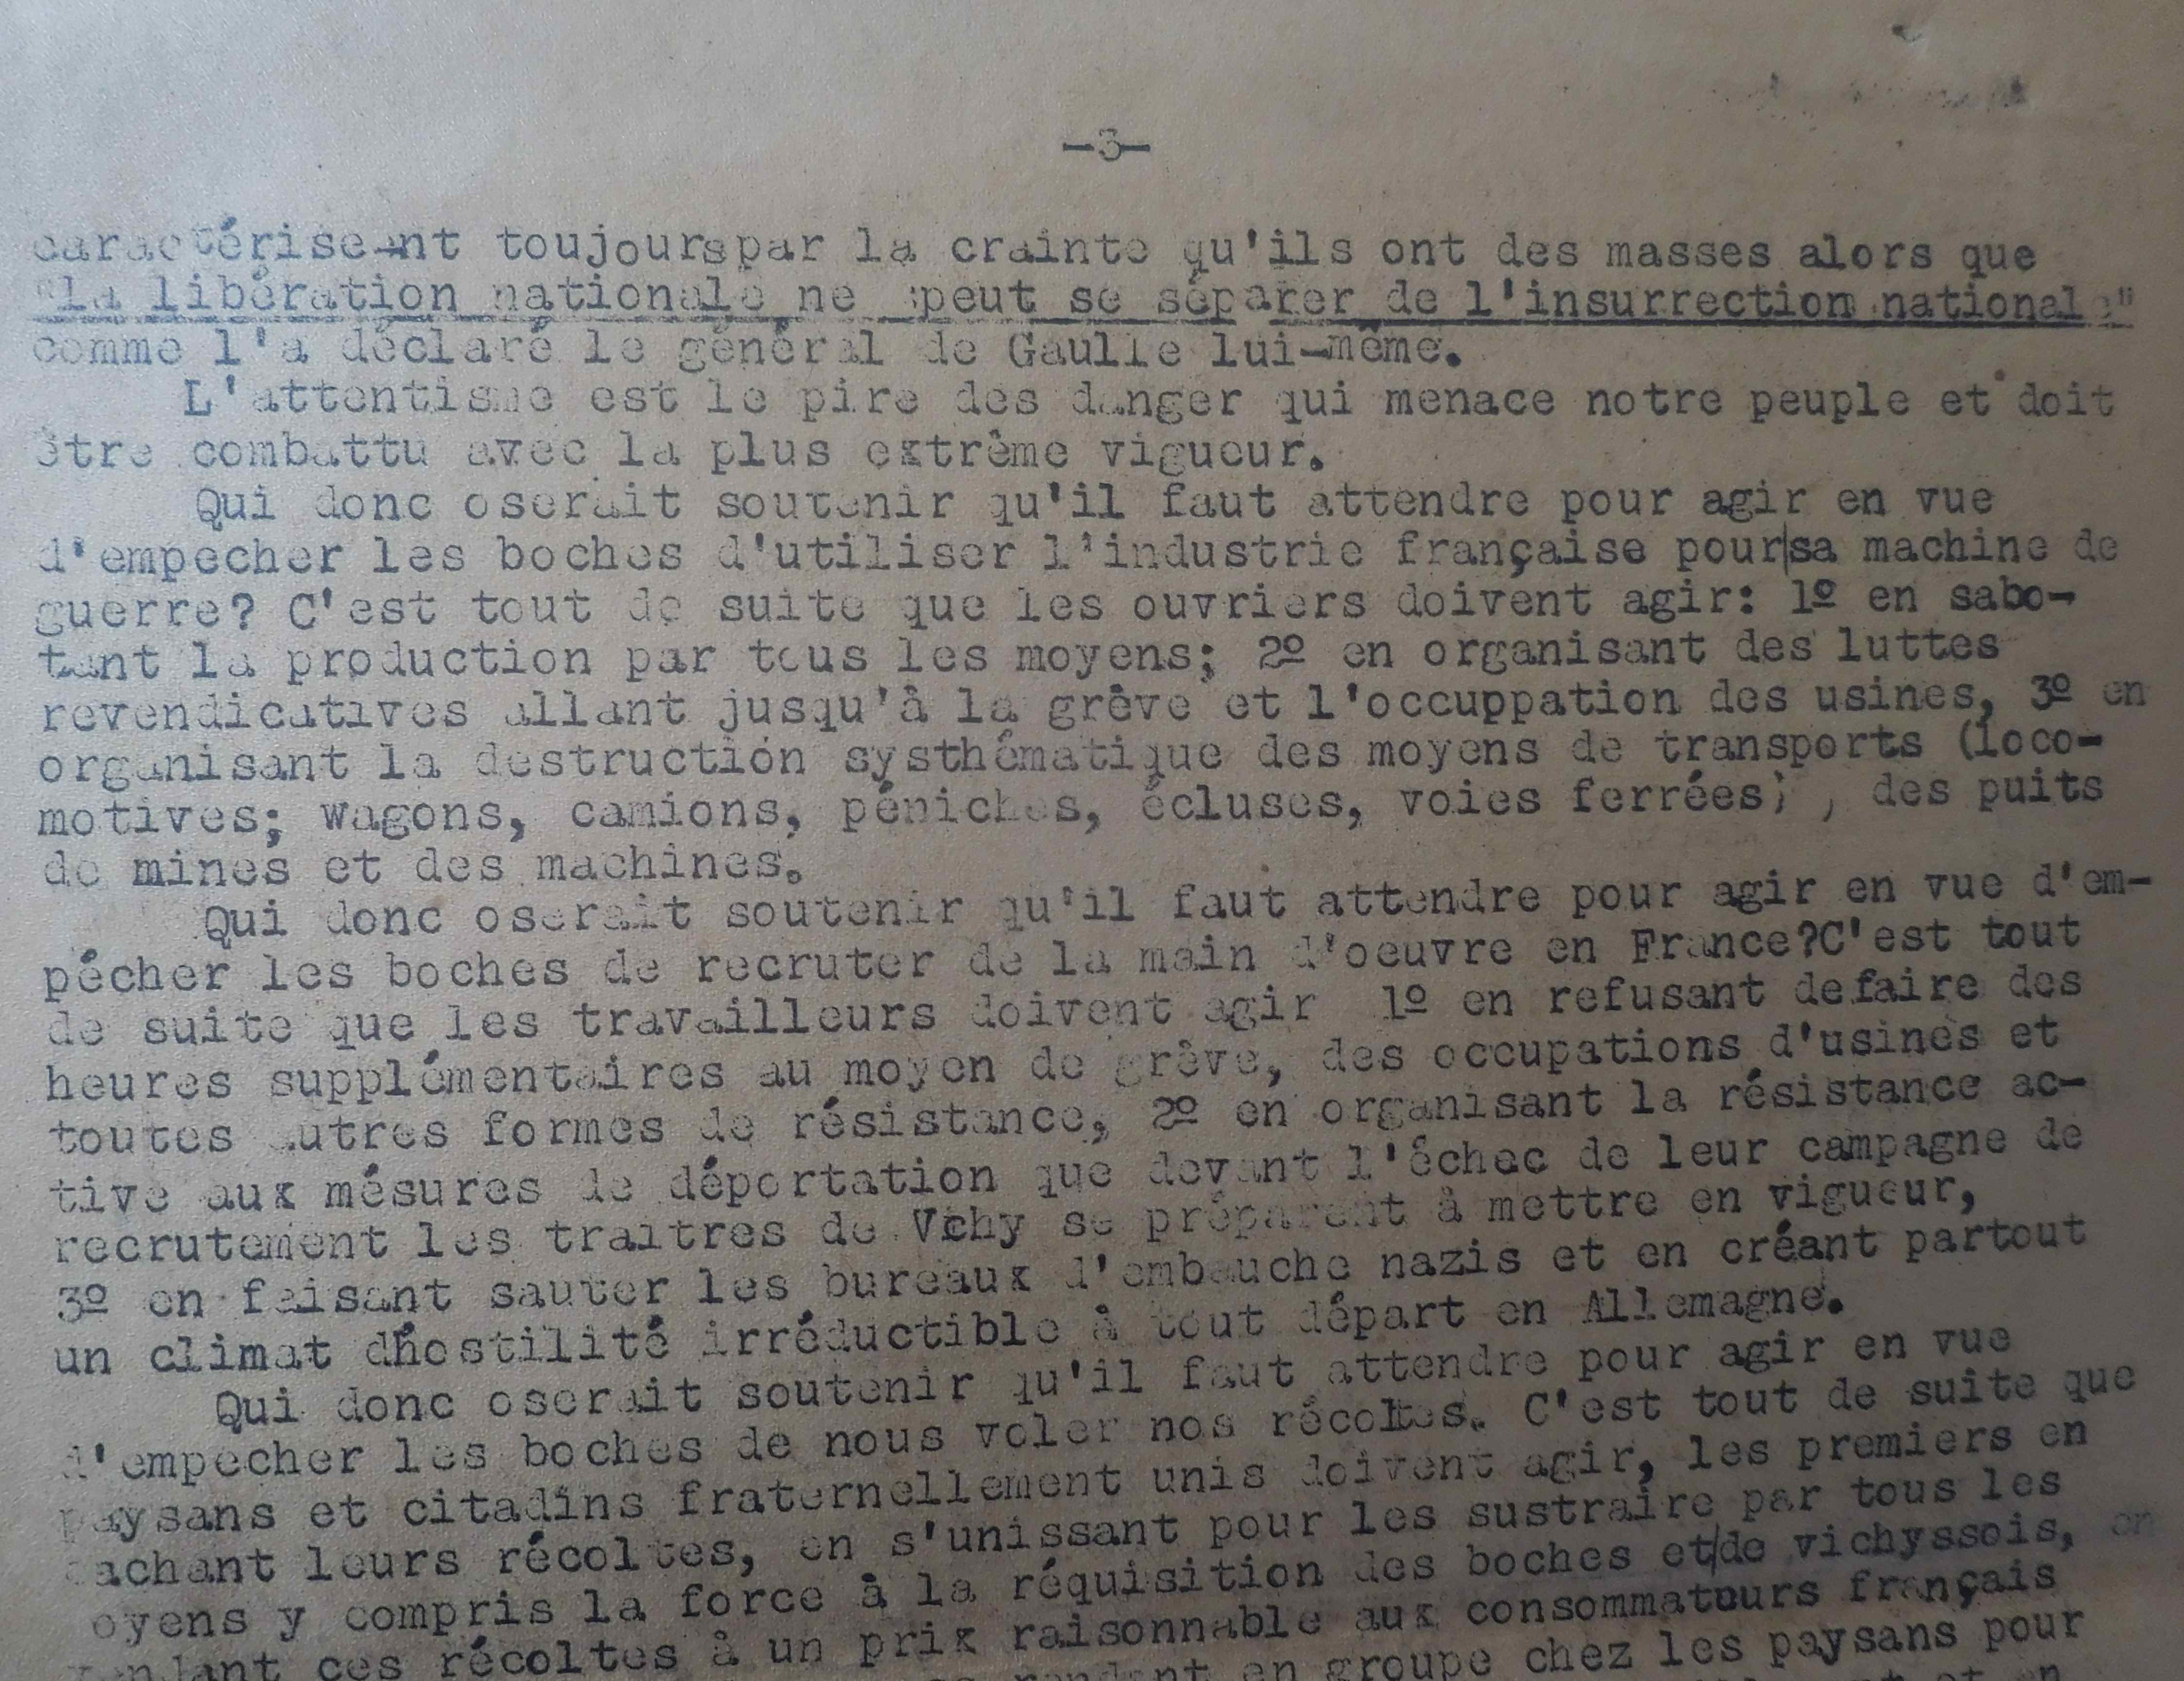 -3-
caractérise-nt toujourspar la crainte qu'ils ont des masses alors que
"la libération nationale ne peut se séparer de l'insurrection nationale"
comme l'a déclaré le général de Gaulle lui-même.
L'attentisme est le pire des danger qui menace notre peuple et doit
être combattu avec la plus extrême vigueur.
Qui donc oserait soutenir qu'il faut attendre pour agir en vue
d'empecher les boches d'utiliser l'industrie française pour|sa machine de
guerre? C'est tout de suite que les ouvriers doivent agir: 1º en sabo-
tant la production par tous les moyens; 2º en organisant des luttes
revendicatives allant jusqu'à la grève et l'occuppation des usines, 3º en
organisant la destruction systhématique des moyens de transports (loco-
motives; wagons, camions, péniches, écluses, voies ferrées) , des puits
de mines et des machines.
Qui donc oserait soutenir qu'il faut attendre pour agir en vue d'em-
pécher les boches de recruter de la main d'oeuvre en France?C'est tout
de suite que les travailleurs doivent agir 1º en refusant defaire des
heures supplémentaires au moyen de grève, des occupations d'usines et
toutes autres formes de résistance, 2º en organisant la résistance ac-
tive aux mésures de déportation que devant l'échec de leur campagne de
recrutement les traitres de Vchy se préparent à mettre en vigueur,
3º en faisant sauter les bureaux d'embauche nazis et en créant partout
un climat dhostilité irréductible à tout départ en Allemagne.
Qui donc oserait soutenir qu'il faut attendre pour agir en vue
d'empecher les boches de nous voler nos récoltes. C'est tout de suite que
paysans et citadins fraternellement unis doivent agir, les premiers en
cachant leurs récoltes, en s'unissant pour les sustraire par tous les
oyens y compris la force à la réquisition des boches et|de vichyssois, en
vendant ces récoltes à un prix raisonnable aux consommateurs français
rendant en groupe chez les paysans pour
et en